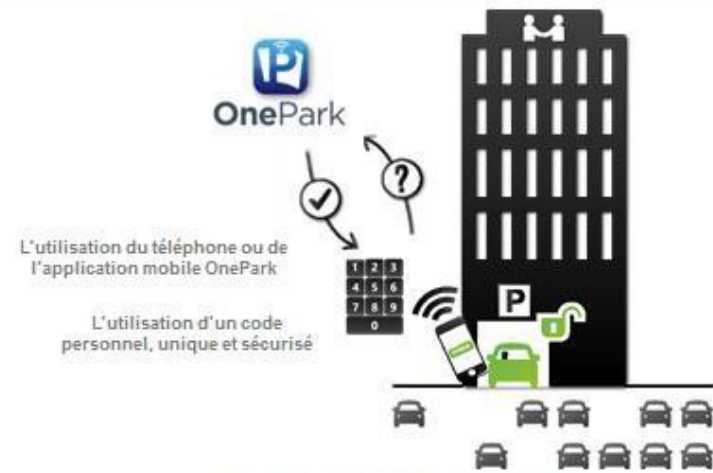 P
OnePark
?
L'utilisation du téléphone ou de
l'application mobile OnePark
1 2 3
4 5 6
7 8 9
0
L'utilisation d'un code
personnel, unique et sécurisé
P